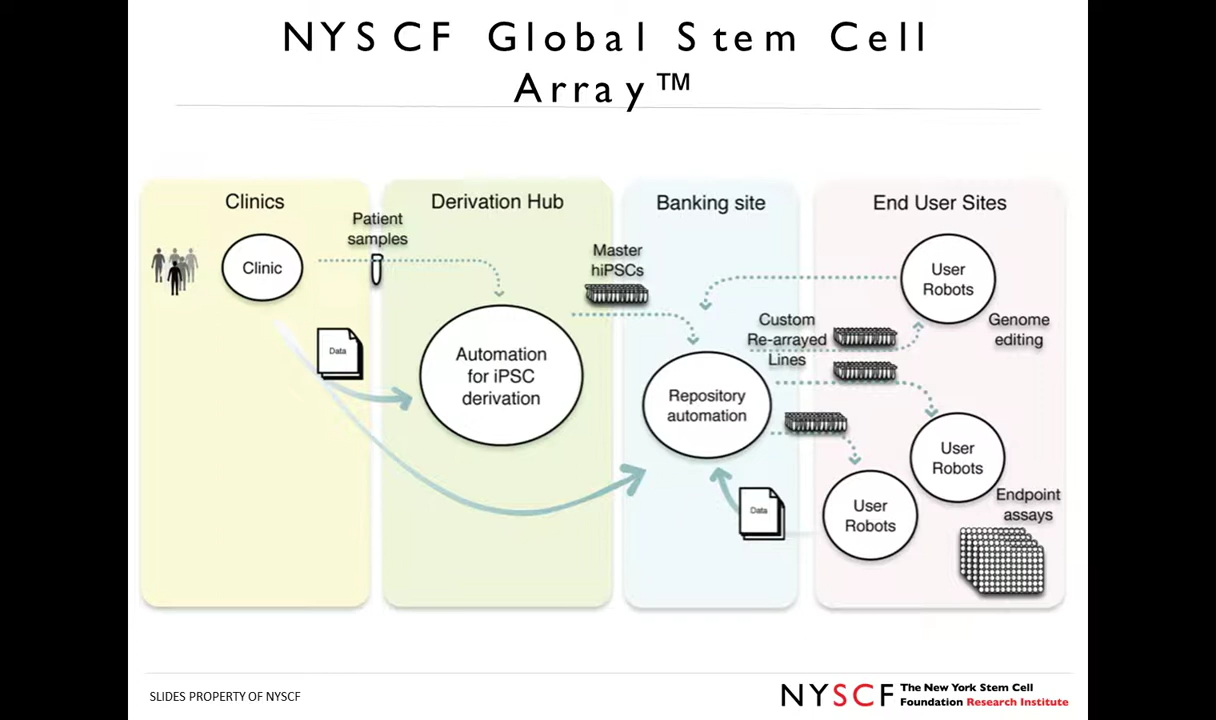 NYSCF Global Stem Cell
Array™
Clinics
Derivation Hub
Banking site
End User Sites
Patient
samples
Clinic
Master
hiPSCs
User
Robots
Genome
editing
Custom
Re-arrayed
Lines
Data
Automation
for iPSC
derivation
Repository
automation
User
Robots
User
Robots
Endpoint
assays
Data
SLIDES PROPERTY OF NYSCF
NYSCF The New York Stem Cell
Foundation Research Institute